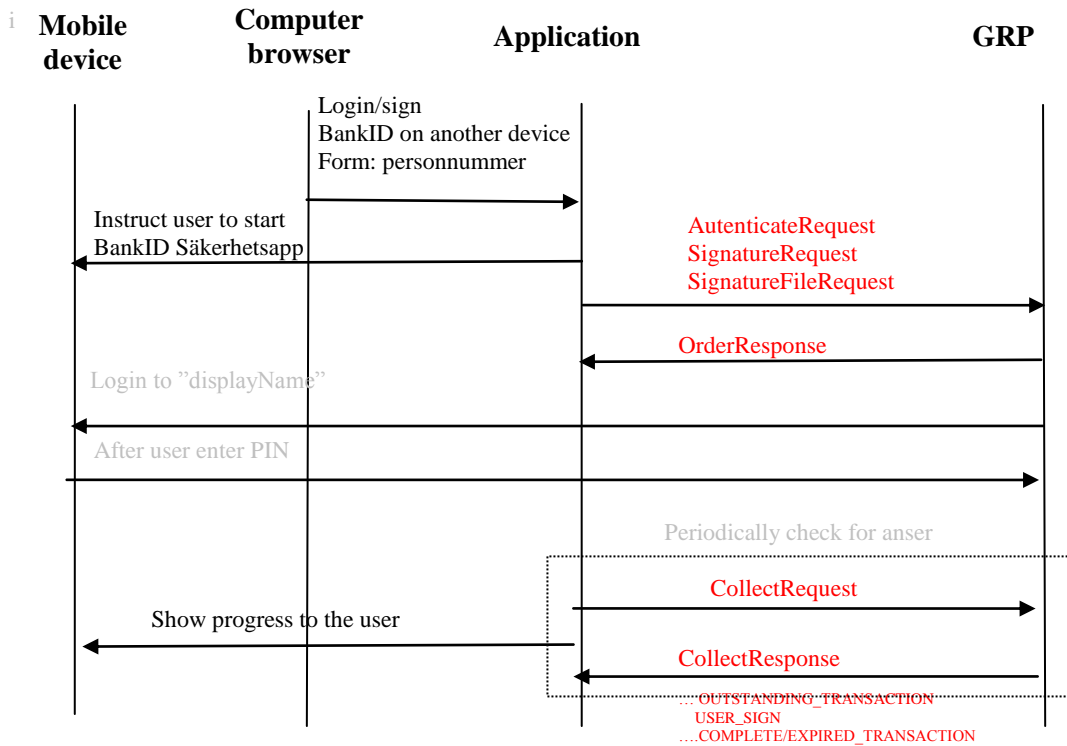 i
Mobile
device
Computer
browser
Application
GRP
Login/sign
BankID on another device
Form: personnummer
Instruct user to start
BankID Säkerhetsapp
AutenticateRequest
SignatureRequest
SignatureFileRequest
OrderResponse
Login to ”displayName”
After user enter PIN
Periodically check for anser
CollectRequest
Show progress to the user
CollectResponse
… OUTSTANDING_TRANSACTION
USER_SIGN
….COMPLETE/EXPIRED_TRANSACTION